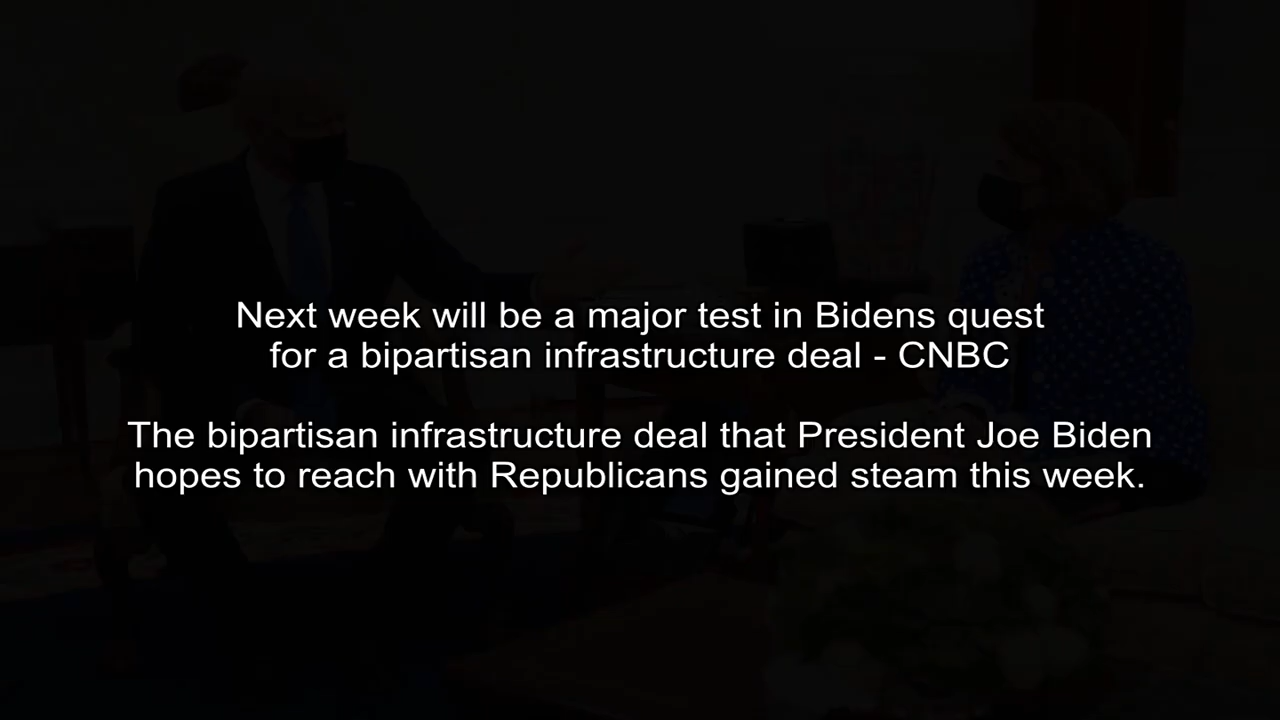 Next week will be a major test in Bidens quest
for a bipartisan infrastructure deal - CNBC
The bipartisan infrastructure deal that President Joe Biden
hopes to reach with Republicans gained steam this week.